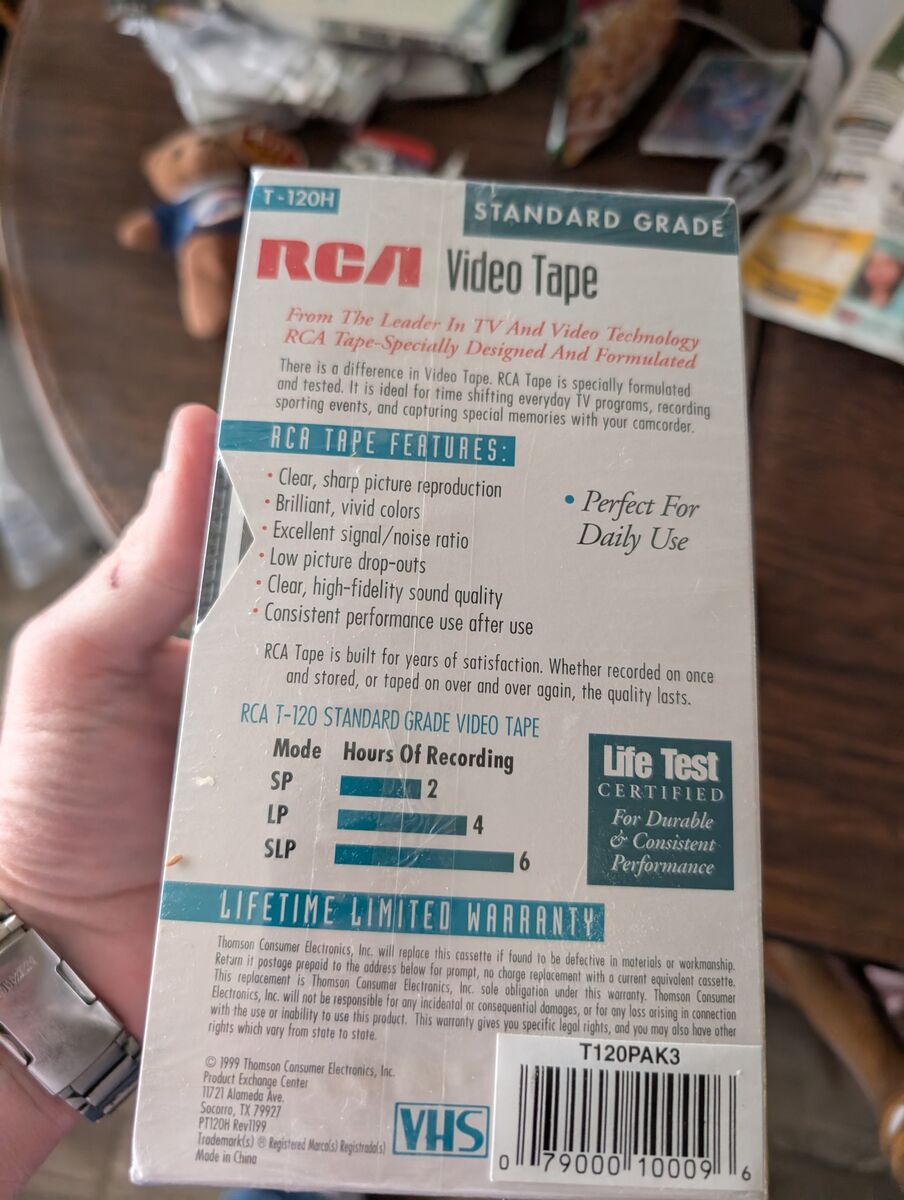 T-120H
STANDARD GRADE
RCA Video Tape
From The Leader In TV And Video Technology
RCA Tape-Specially Designed And Formulated
There is a difference in Video Tape. RCA Tape is specially formulated
and tested. It is ideal for time shifting everyday TV programs, recording
sporting events, and capturing special memories with your camcorder.
RCA TAPE FEATURES:
• Clear, sharp picture reproduction
• Brilliant, vivid colors
• Excellent signal/noise ratio
• Low picture drop-outs
• Clear, high-fidelity sound quality
• Consistent performance use after use
• Perfect For
Daily Use
RCA Tape is built for years of satisfaction. Whether recorded on once
and stored, or taped on over and over again, the quality lasts.
RCA T-120 STANDARD GRADE VIDEO TAPE
Mode Hours Of Recording
SP 2
LP 4
SLP 6
Life Test
CERTIFIED
For Durable
& Consistent
Performance
LIFETIME LIMITED WARRANTY
Thomson Consumer Electronics, Inc. will replace this cassette if found to be defective in materials or workmanship.
Return it postage prepaid to the address below for prompt, no charge replacement with a current equivalent cassette.
This replacement is Thomson Consumer Electronics, Inc. sole obligation under this warranty. Thomson Consumer
Electronics, Inc. will not be responsible for any incidental or consequential damages, or for any loss arising in connection
with the use or inability to use this product. This warranty gives you specific legal rights, and you may also have other
rights which vary from state to state.
© 1999 Thomson Consumer Electronics, Inc.
Product Exchange Center
11721 Alameda Ave.
Socorro, TX 79927
PT120H Rev1199
Trademark(s) ® Registered Marca(s) Registrada(s)
Made in China
VHS
T120PAK3
0 79000 10009 6